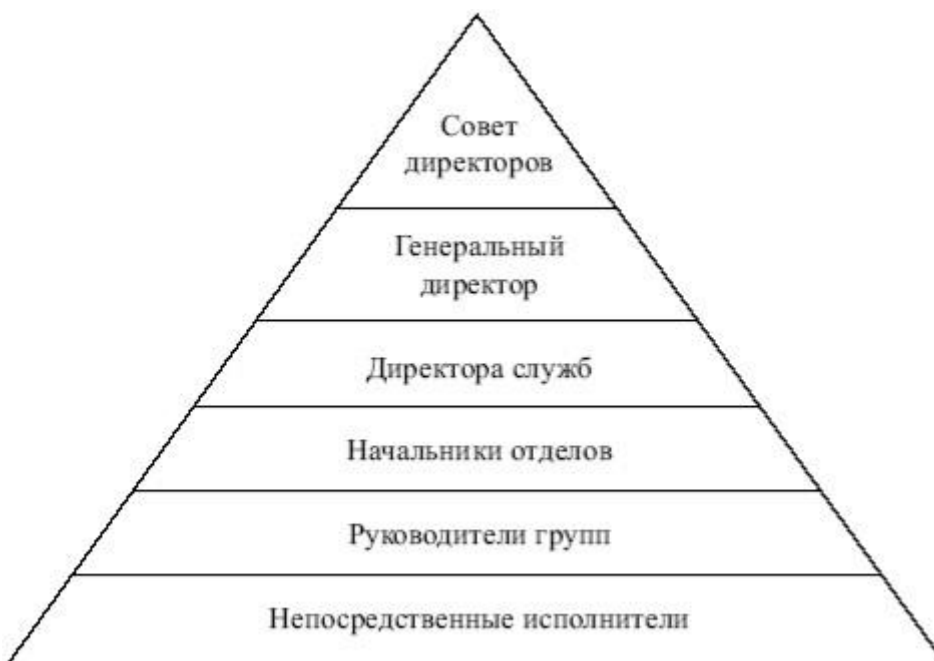 Совет
директоров
Генеральный
директор
Директора служб
Начальники отделов
Руководители групп
Непосредственные исполнители